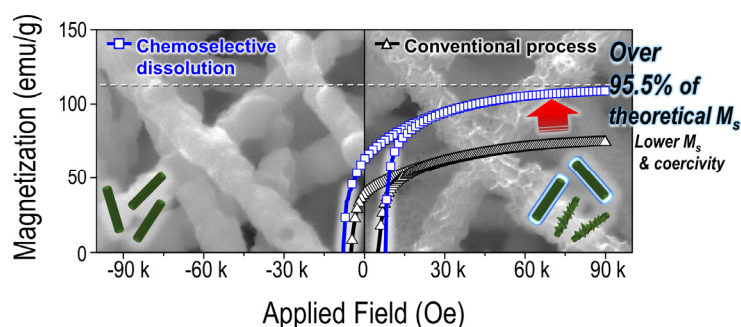 150
100
50
0
Magnetization (emu/g)
Chemoselective
dissolution
Conventional process
Over
95.5% of
theoretical Ms
Lower Ms
& coercivity
-90 k
-60 k
-30 k
0
30 k
60 k
90 k
Applied Field (Oe)